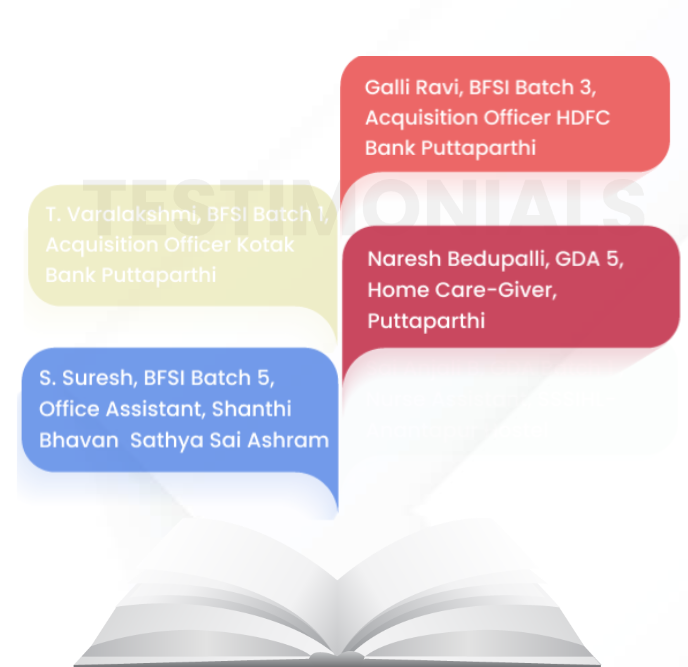 Galli Ravi, BFSI Batch 3,
Acquisition Officer HDFC
Bank Puttaparthi
TESTIMONIALS
T. Varalakshmi, BFSI Batch 1,
Acquisition Officer Kotak
Bank Puttaparthi
Naresh Bedupalli, GDA 5,
Home Care-Giver,
Puttaparthi
S. Suresh, BFSI Batch 5,
Office Assistant, Shanthi
Bhavan  Sathya Sai Ashram